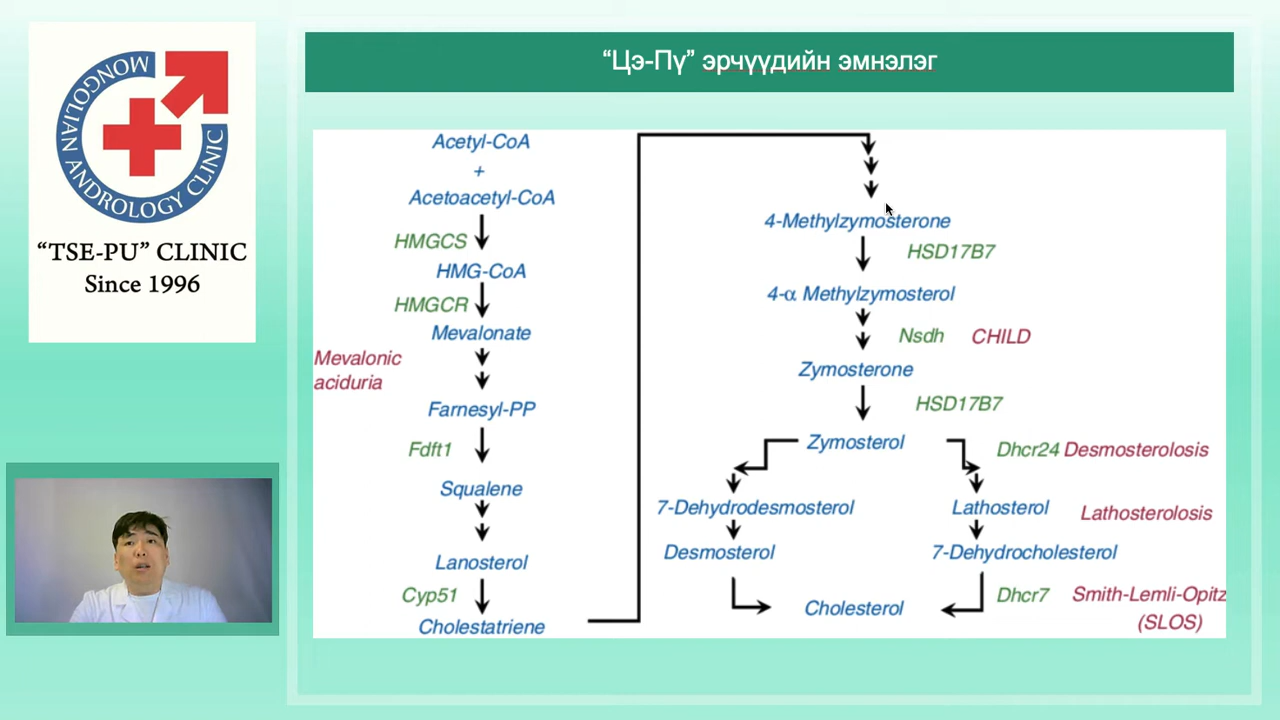 MONGOLIAN ANDROLOGY CLINIC
“TSE-PU” CLINIC
Since 1996
“Цэ-Пү” эрчүүдийн эмнэлэг
Acetyl-CoA
+
Acetoacetyl-CoA
HMGCS
HMG-CoA
HMGCR
Mevalonate
Mevalonic
aciduria
Farnesyl-PP
Fdft1
Squalene
Lanosterol
Cyp51
Cholestatriene
4-Methylzymosterone
HSD17B7
4-α Methylzymosterol
Nsdh CHILD
Zymosterone
HSD17B7
Zymosterol
Dhcr24 Desmosterolosis
7-Dehydrodesmosterol
Lathosterol
Lathosterolosis
Desmosterol
7-Dehydrocholesterol
Cholesterol
Dhcr7 Smith-Lemli-Opitz
(SLOS)